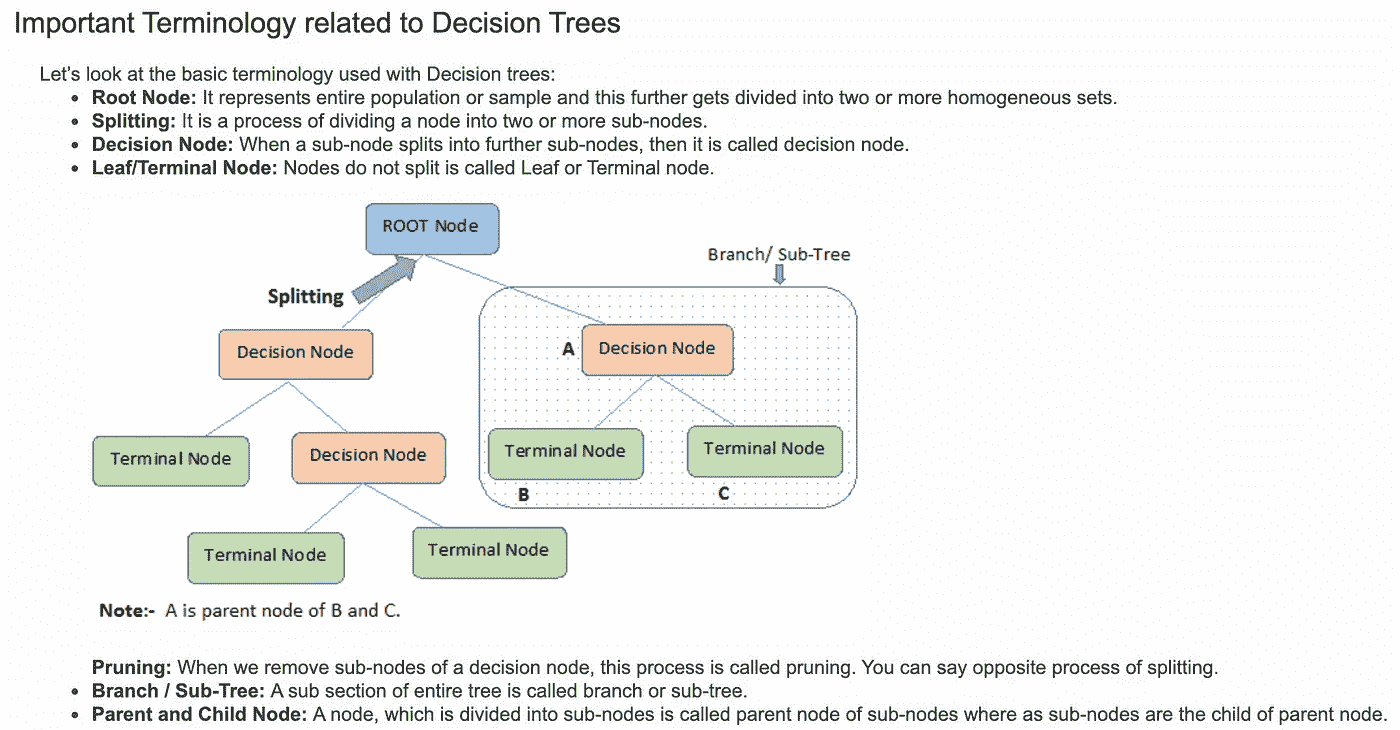 Important Terminology related to Decision Trees
Let's look at the basic terminology used with Decision trees:
• Root Node: It represents entire population or sample and this further gets divided into two or more homogeneous sets.
• Splitting: It is a process of dividing a node into two or more sub-nodes.
• Decision Node: When a sub-node splits into further sub-nodes, then it is called decision node.
• Leaf/Terminal Node: Nodes do not split is called Leaf or Terminal node.
ROOT Node
Branch/ Sub-Tree
Splitting
Decision Node
A
Decision Node
Terminal Node
Decision Node
Terminal Node
Terminal Node
B
C
Terminal Node
Terminal Node
Note:- A is parent node of B and C.
Pruning: When we remove sub-nodes of a decision node, this process is called pruning. You can say opposite process of splitting.
• Branch / Sub-Tree: A sub section of entire tree is called branch or sub-tree.
• Parent and Child Node: A node, which is divided into sub-nodes is called parent node of sub-nodes where as sub-nodes are the child of parent node.